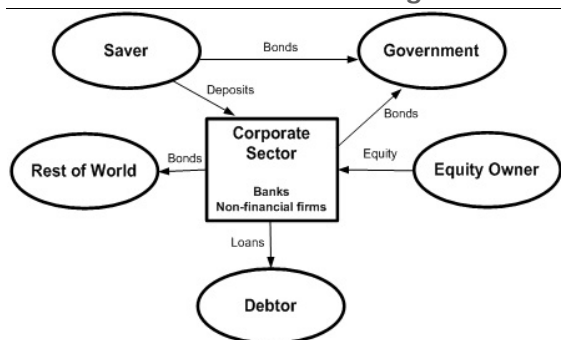 Saver
Bonds
Government
Deposits
Corporate
Sector
Bonds
Rest of World
Bonds
Equity
Equity Owner
Banks
Non-financial firms
Loans
Debtor